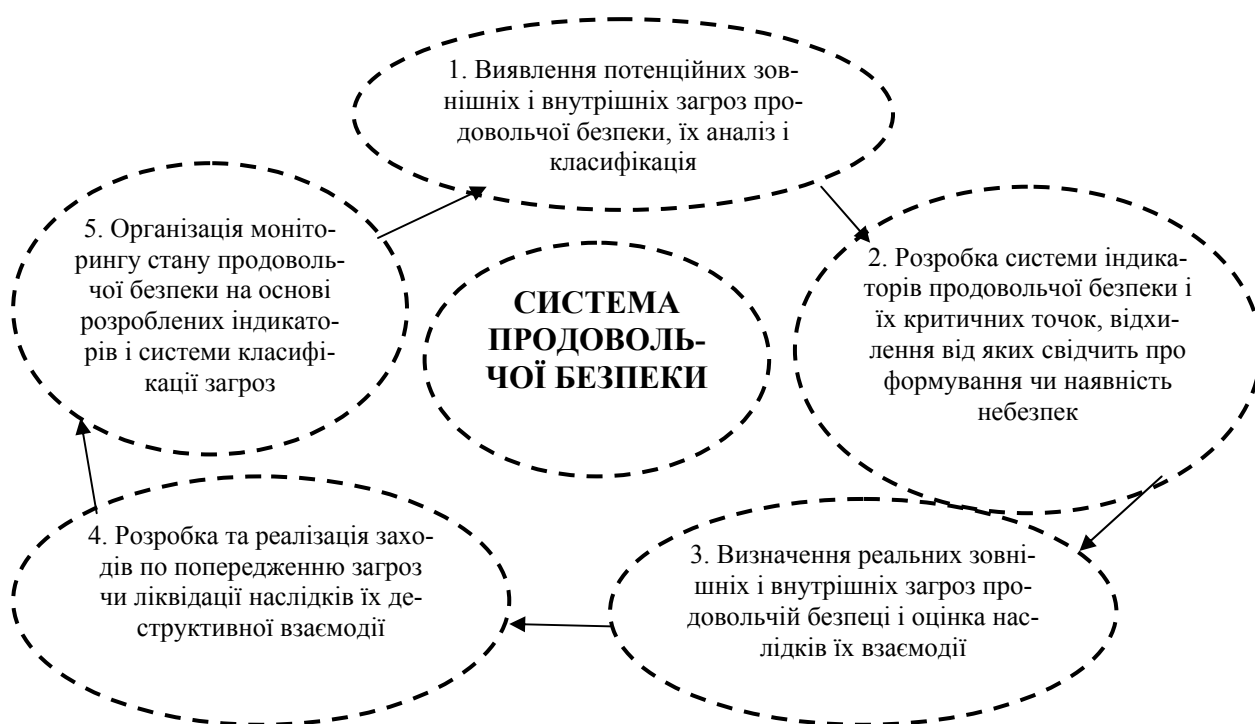 1. Виявлення потенційних зов-
нішніх і внутрішніх загроз про-
довольчої безпеки, їх аналіз і
класифікація
2. Розробка системи індика-
торів продовольчої безпеки і
їх критичних точок, відхи-
лення від яких свідчить про
формування чи наявність
небезпек
3. Визначення реальних зовні-
шніх і внутрішніх загроз про-
довольчій безпеці і оцінка нас-
лідків їх взаємодії
4. Розробка та реалізація захо-
дів по попередженню загроз
чи ліквідації наслідків їх де-
структивної взаємодії
5. Організація моніто-
рингу стану продоволь-
чої безпеки на основі
розроблених індикато-
рів і системи класифі-
кації загроз
СИСТЕМА
ПРОДОВОЛЬ-
ЧОЇ БЕЗПЕКИ